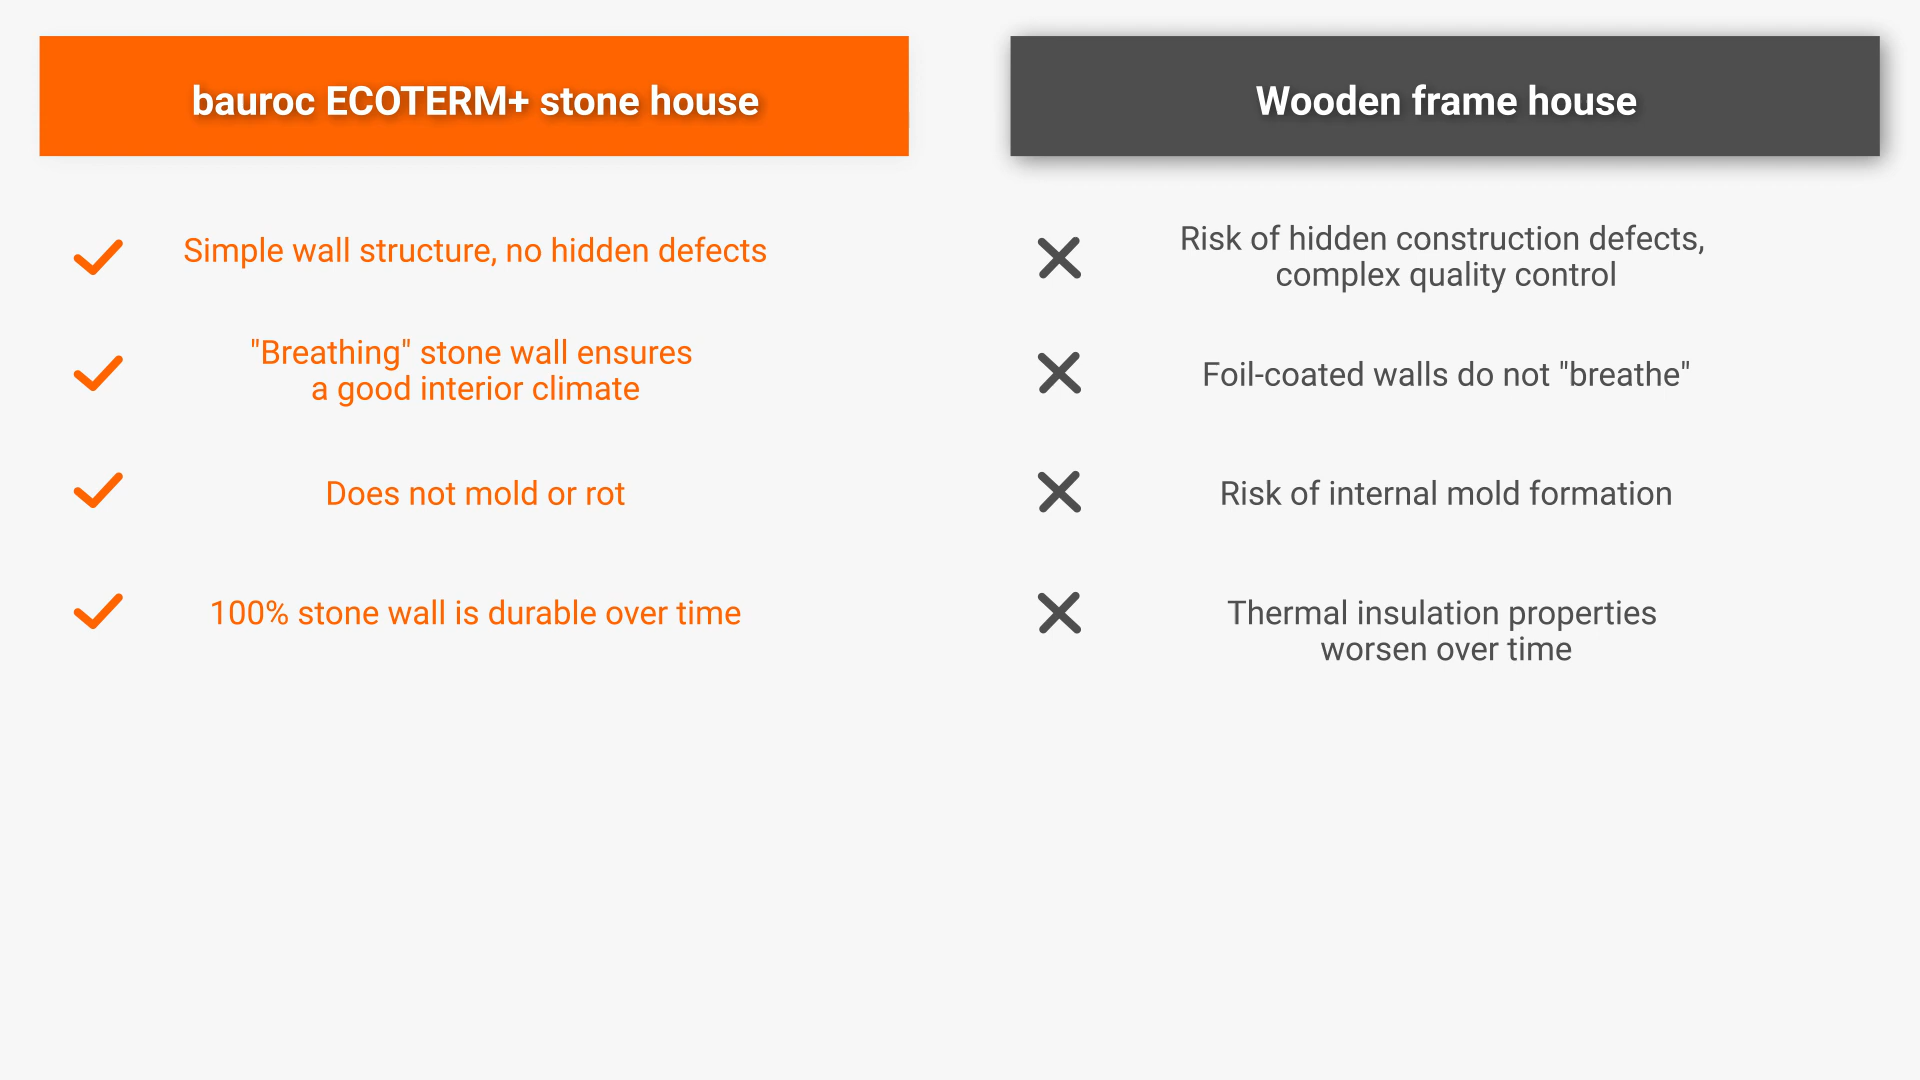 bauroc ECOTERM+ stone house
Simple wall structure, no hidden defects
"Breathing" stone wall ensures
a good interior climate
Does not mold or rot
100% stone wall is durable over time
Wooden frame house
Risk of hidden construction defects,
complex quality control
Foil-coated walls do not "breathe"
Risk of internal mold formation
Thermal insulation properties
worsen over time